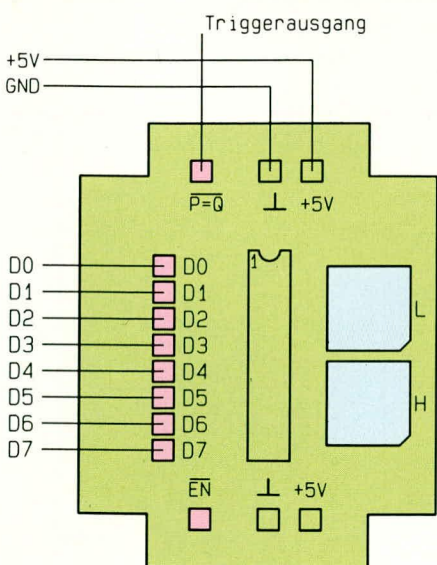 Triggerausgang
+5V
GND
P=Q ⊥ +5V
1
D0 D0
D1 D1
D2 D2
D3 D3
D4 D4
D5 D5
D6 D6
D7 D7
L
H
EN ⊥ +5V